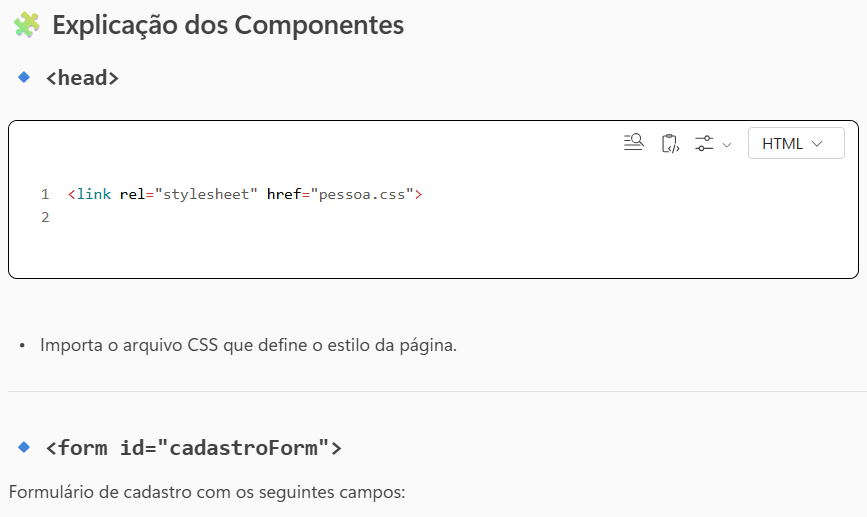 Explicação dos Componentes
<head>
HTML
1 <link rel="stylesheet" href="pessoa.css">
2
• Importa o arquivo CSS que define o estilo da página.
<form id="cadastroForm">
Formulário de cadastro com os seguintes campos: